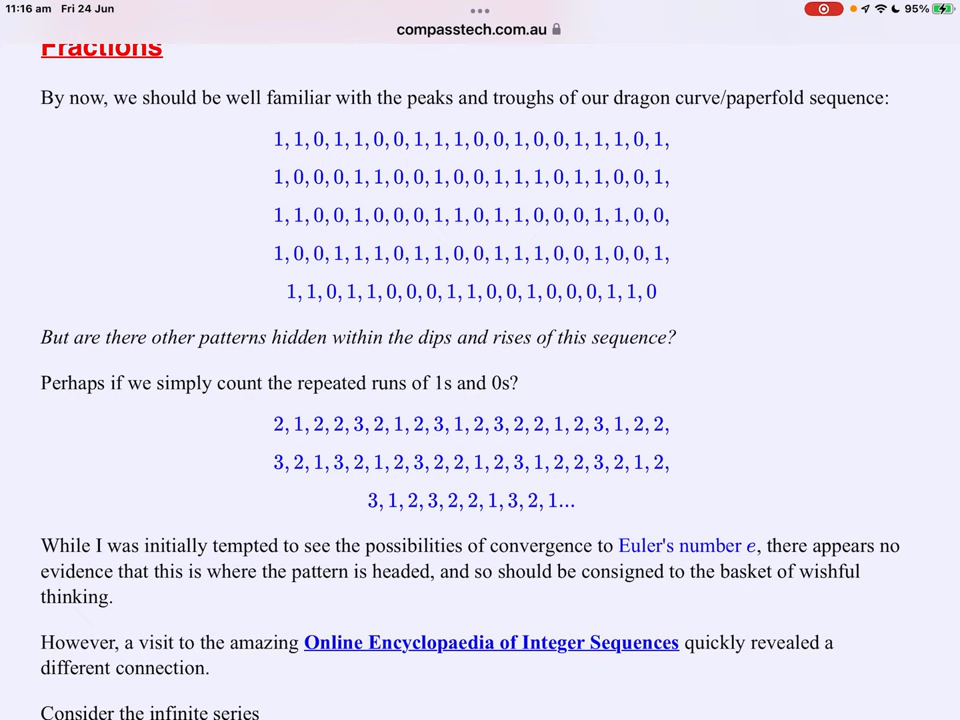 11:16 am Fri 24 Jun
95%
compasstech.com.au
Fractions
By now, we should be well familiar with the peaks and troughs of our dragon curve/paperfold sequence:
1, 1, 0, 1, 1, 0, 0, 1, 1, 1, 0, 0, 1, 0, 0, 1, 1, 1, 0, 1,
1, 0, 0, 0, 1, 1, 0, 0, 1, 0, 0, 1, 1, 1, 0, 1, 1, 0, 0, 1,
1, 1, 0, 0, 1, 0, 0, 0, 1, 1, 0, 1, 1, 0, 0, 0, 1, 1, 0, 0,
1, 0, 0, 1, 1, 1, 0, 1, 1, 0, 0, 1, 1, 1, 0, 0, 1, 0, 0, 1,
1, 1, 0, 1, 1, 0, 0, 0, 1, 1, 0, 0, 1, 0, 0, 0, 1, 1, 0
But are there other patterns hidden within the dips and rises of this sequence?
Perhaps if we simply count the repeated runs of 1s and 0s?
2, 1, 2, 2, 3, 2, 1, 2, 3, 1, 2, 3, 2, 2, 1, 2, 3, 1, 2, 2,
3, 2, 1, 3, 2, 1, 2, 3, 2, 2, 1, 2, 3, 1, 2, 2, 3, 2, 1, 2,
3, 1, 2, 3, 2, 2, 1, 3, 2, 1...
While I was initially tempted to see the possibilities of convergence to Euler's number e, there appears no
evidence that this is where the pattern is headed, and so should be consigned to the basket of wishful
thinking.
However, a visit to the amazing Online Encyclopaedia of Integer Sequences quickly revealed a
different connection.
Consider the infinite series